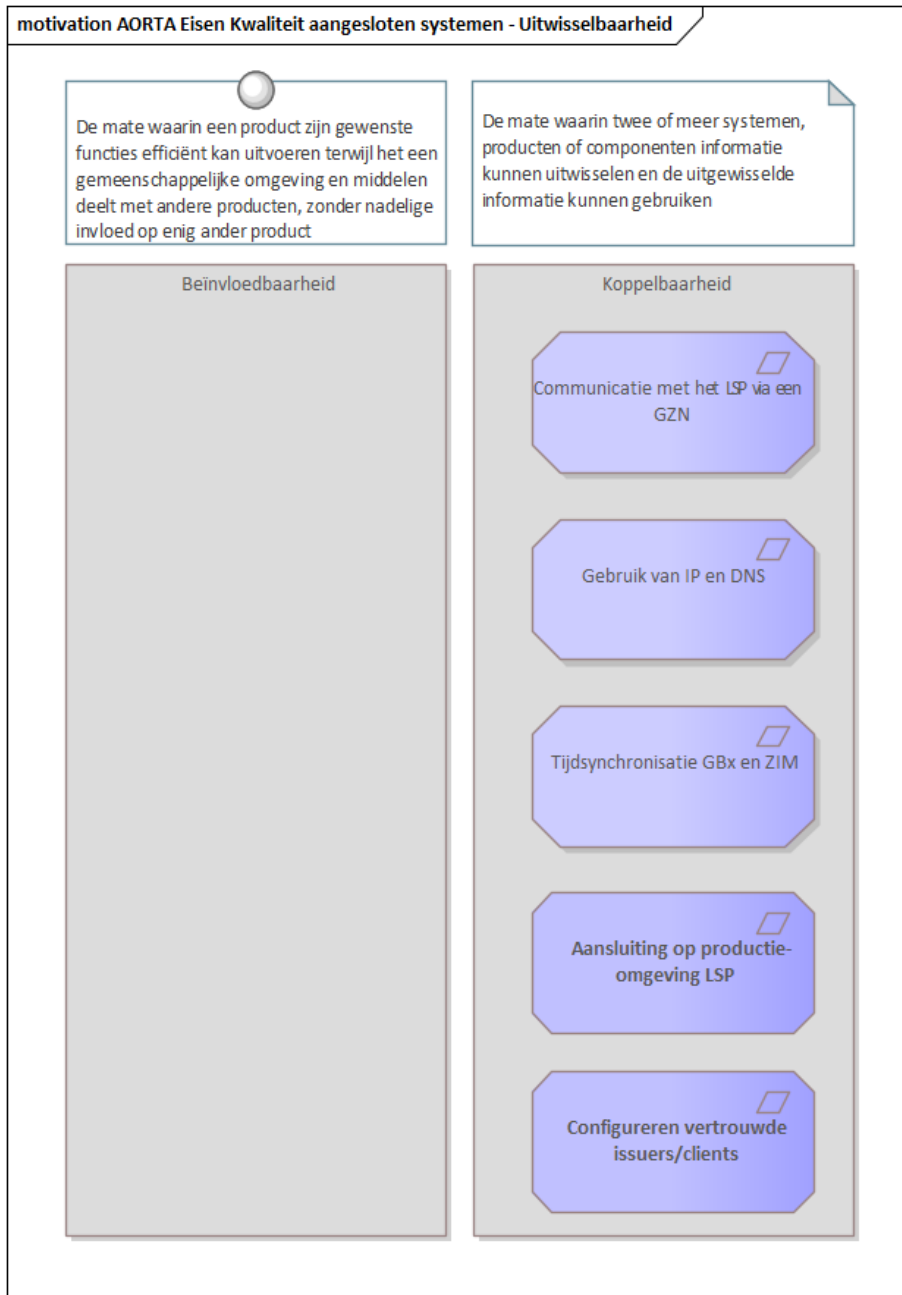 motivation AORTA Eisen Kwaliteit aangesloten systemen - Uitwisselbaarheid
De mate waarin een product zijn gewenste
functies efficiënt kan uitvoeren terwijl het een
gemeenschappelijke omgeving en middelen
deelt met andere producten, zonder nadelige
invloed op enig ander product
De mate waarin twee of meer systemen,
producten of componenten informatie
kunnen uitwisselen en de uitgewisselde
informatie kunnen gebruiken
Beïnvloedbaarheid
Koppelbaarheid
Communicatie met het LSP via een
GZN
Gebruik van IP en DNS
Tijdsynchronisatie GBx en ZIM
Aansluiting op productie-
omgeving LSP
Configureren vertrouwde
issuers/clients